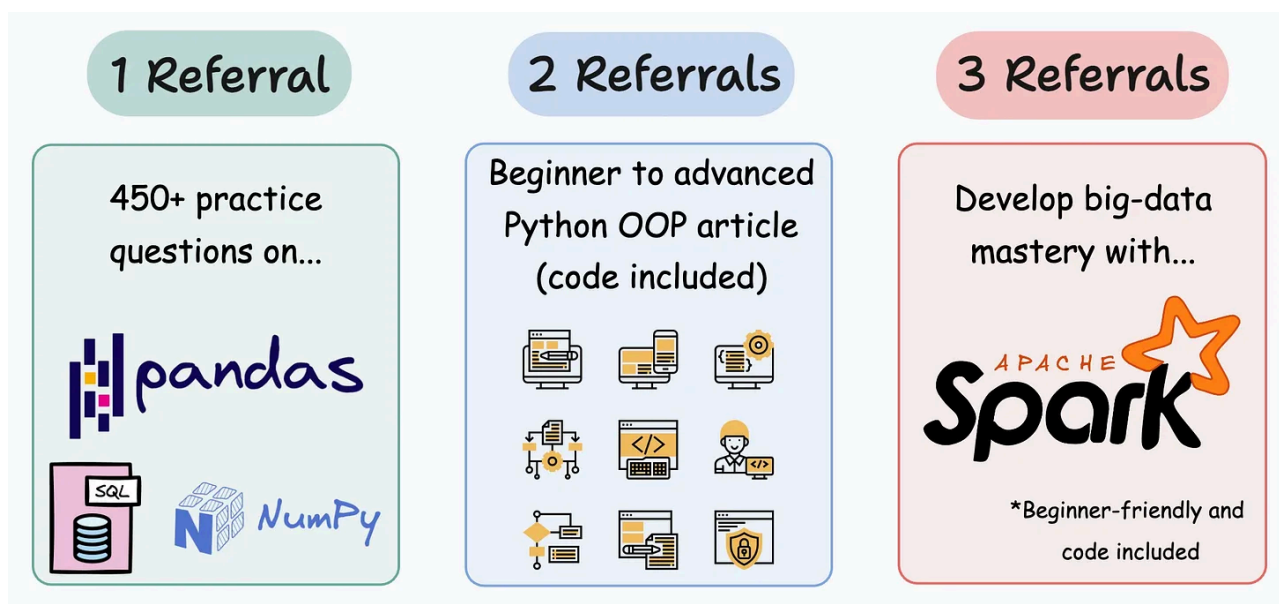 1 Referral
450+ practice
questions on...
pandas
SQL
NumPy
2 Referrals
Beginner to advanced
Python OOP article
(code included)
3 Referrals
Develop big-data
mastery with...
APACHE
Spark
*Beginner-friendly and
code included